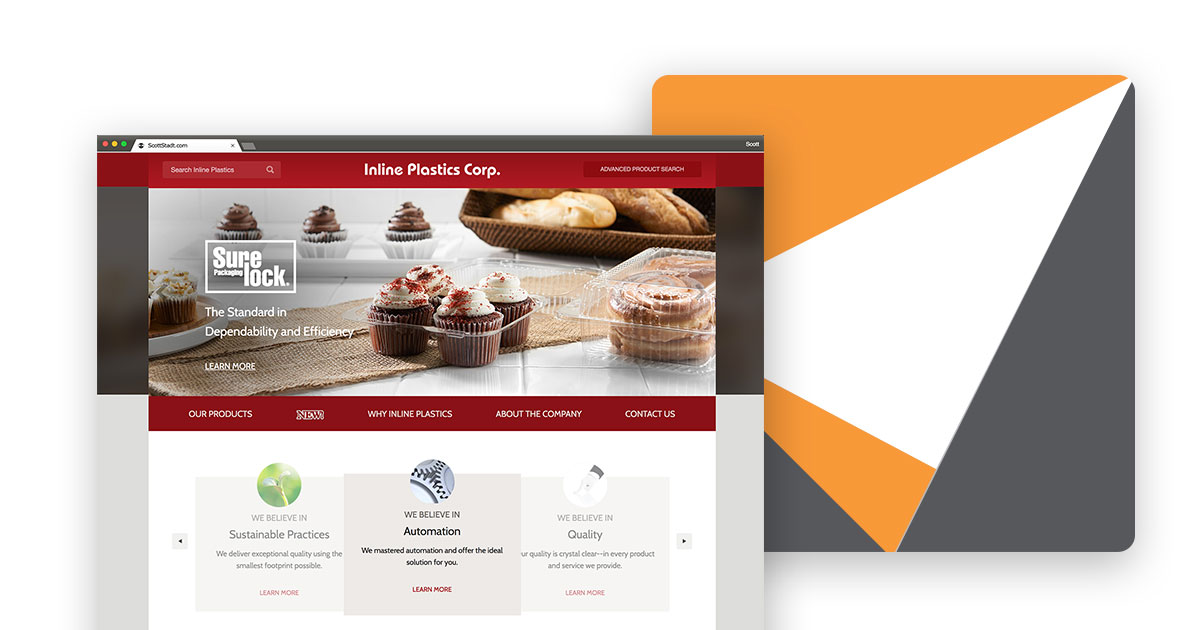 ScottStadt.com
Scott
Search Inline Plastics
Inline Plastics Corp.
ADVANCED PRODUCT SEARCH
Sure
Packaging
lock.
The Standard in
Dependability and Efficiency
LEARN MORE
OUR PRODUCTS
NEW!
WHY INLINE PLASTICS
ABOUT THE COMPANY
CONTACT US
WE BELIEVE IN
Sustainable Practices
We deliver exceptional quality using the
smallest footprint possible.
LEARN MORE
WE BELIEVE IN
Automation
We mastered automation and offer the ideal
solution for you.
LEARN MORE
WE BELIEVE IN
Quality
ur quality is crystal clear--in every product
and service we provide.
LEARN MORE